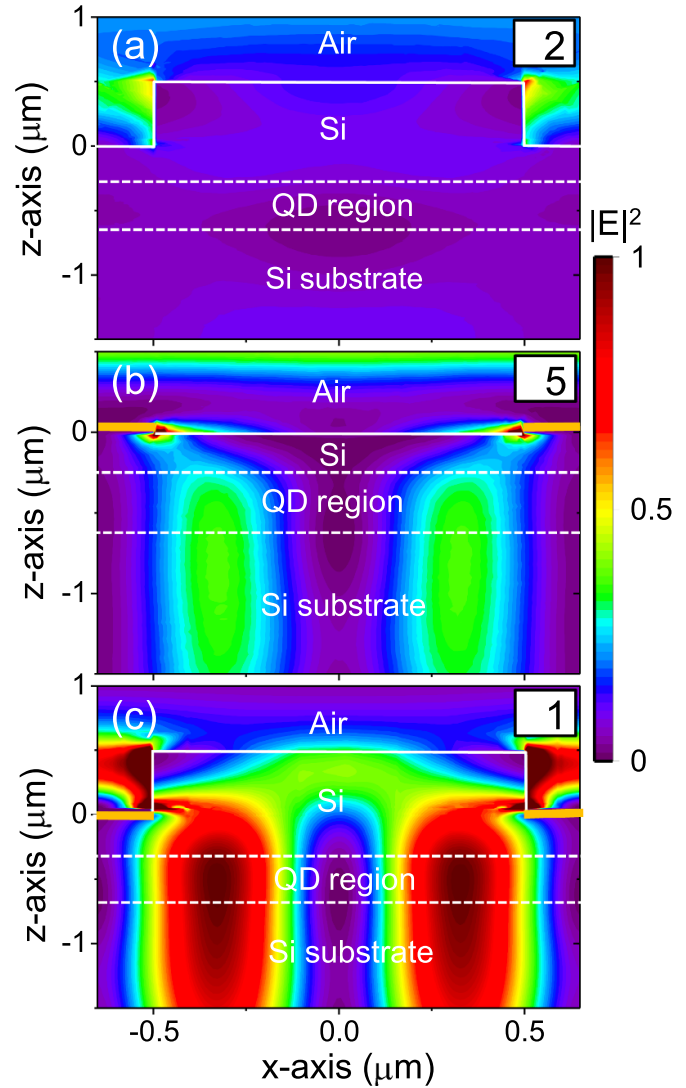 (a)
Air
2
1
Si
0
QD region
-1
Si substrate
z-axis (μm)
|E|²
1
0.5
0
(b)
Air
5
0
Si
QD region
-1
Si substrate
z-axis (μm)
(c)
Air
1
1
Si
0
QD region
-1
Si substrate
z-axis (μm)
-0.5 0.0 0.5
x-axis (μm)